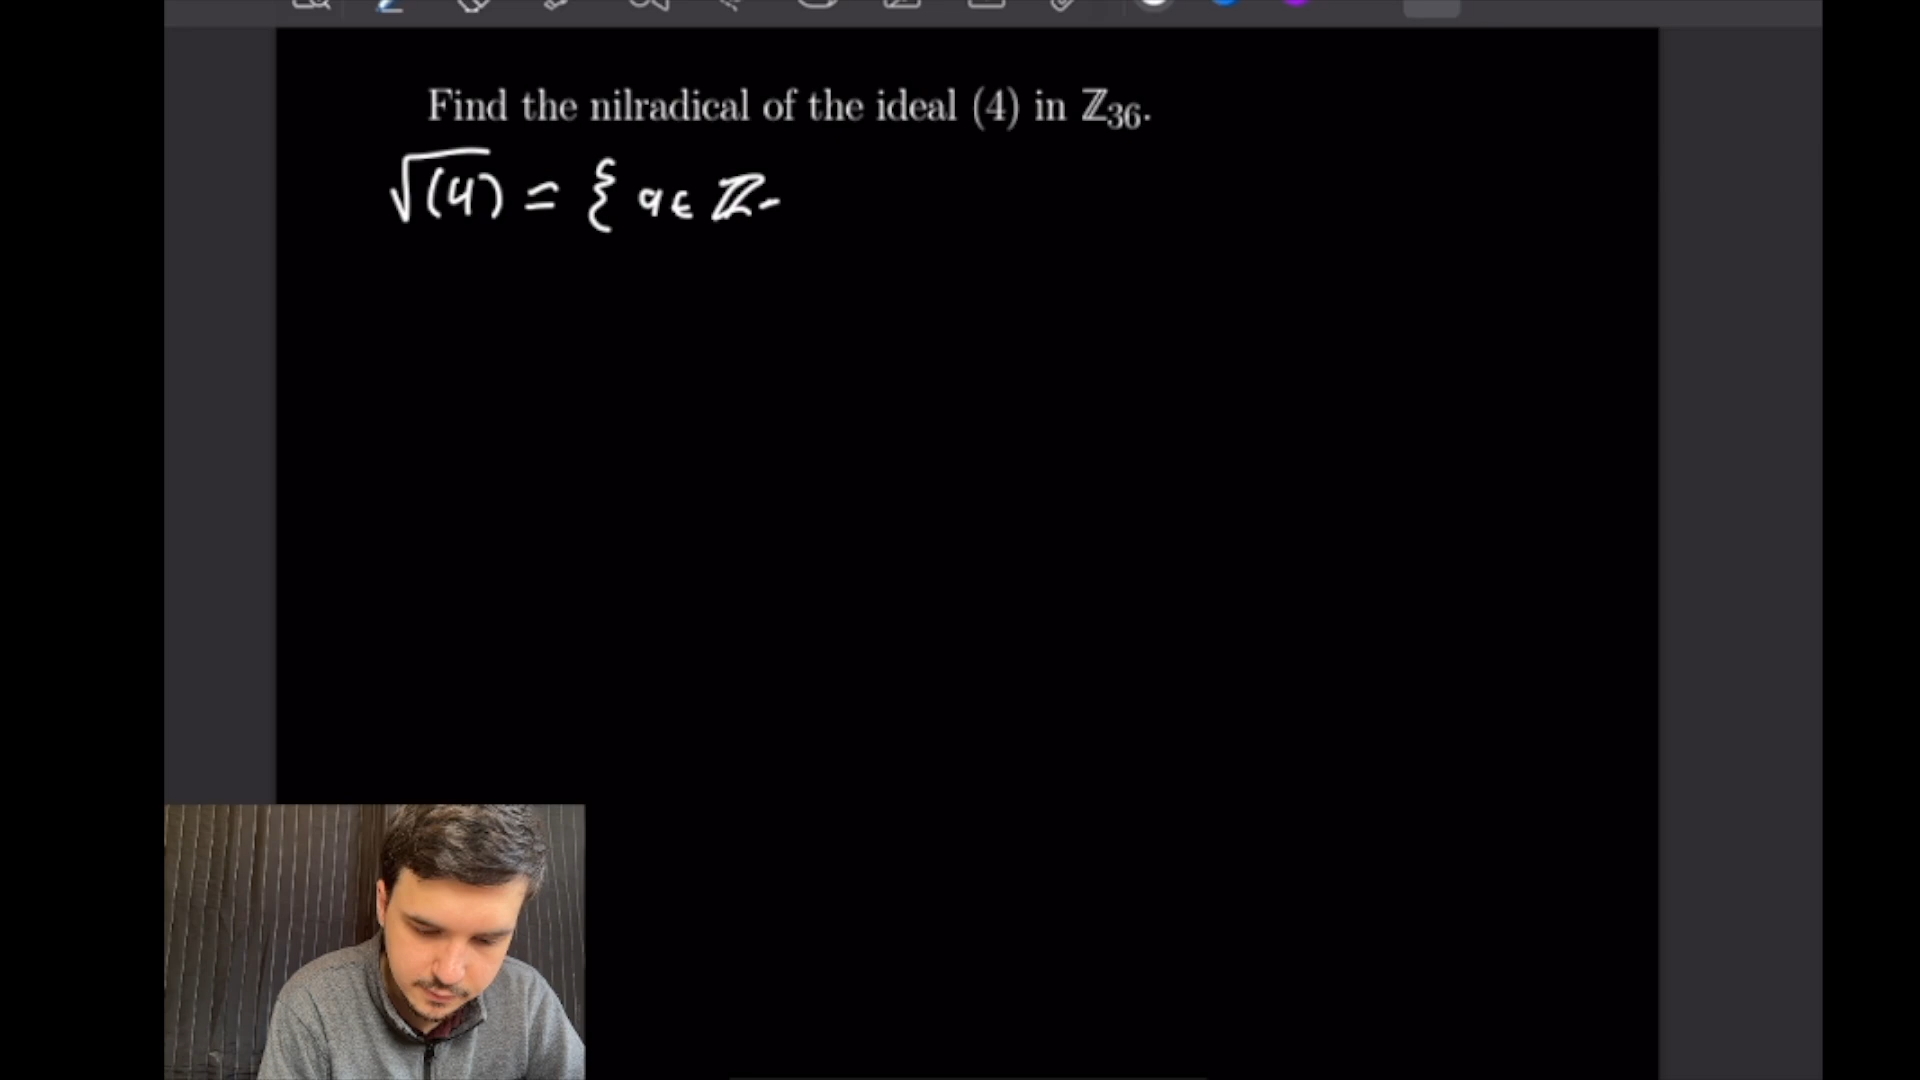 Find the nilradical of the ideal (4) in ℤ₃₆.
√(4) = { a ∈ ℤ